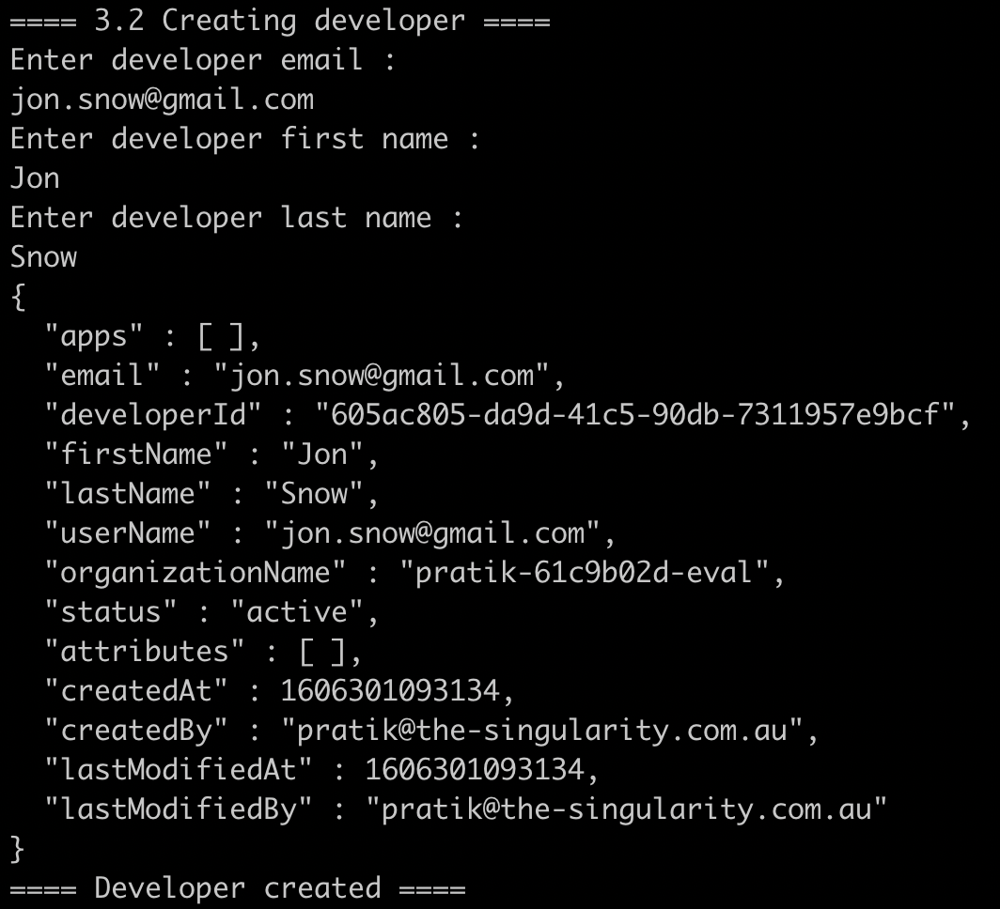 ==== 3.2 Creating developer ====
Enter developer email :
jon.snow@gmail.com
Enter developer first name :
Jon
Enter developer last name :
Snow
{
  "apps" : [ ],
  "email" : "jon.snow@gmail.com",
  "developerId" : "605ac805-da9d-41c5-90db-7311957e9bcf",
  "firstName" : "Jon",
  "lastName" : "Snow",
  "userName" : "jon.snow@gmail.com",
  "organizationName" : "pratik-61c9b02d-eval",
  "status" : "active",
  "attributes" : [ ],
  "createdAt" : 1606301093134,
  "createdBy" : "pratik@the-singularity.com.au",
  "lastModifiedAt" : 1606301093134,
  "lastModifiedBy" : "pratik@the-singularity.com.au"
}
==== Developer created ====